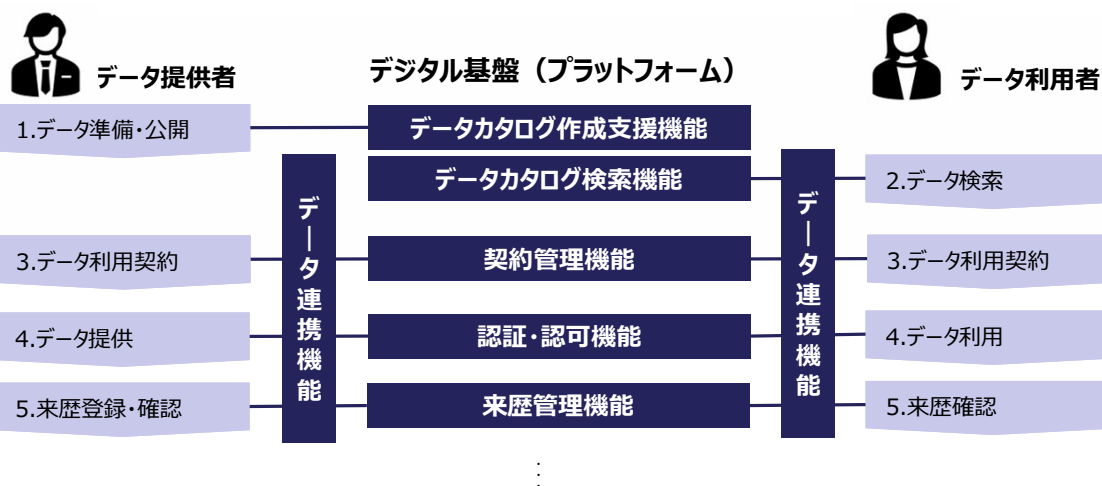 データ提供者
デジタル基盤（プラットフォーム）
データ利用者
1.データ準備・公開
データカタログ作成支援機能
データカタログ検索機能
2.データ検索
データ連携機能
データ連携機能
3.データ利用契約
契約管理機能
3.データ利用契約
4.データ提供
認証・認可機能
4.データ利用
5.来歴登録・確認
来歴管理機能
5.来歴確認